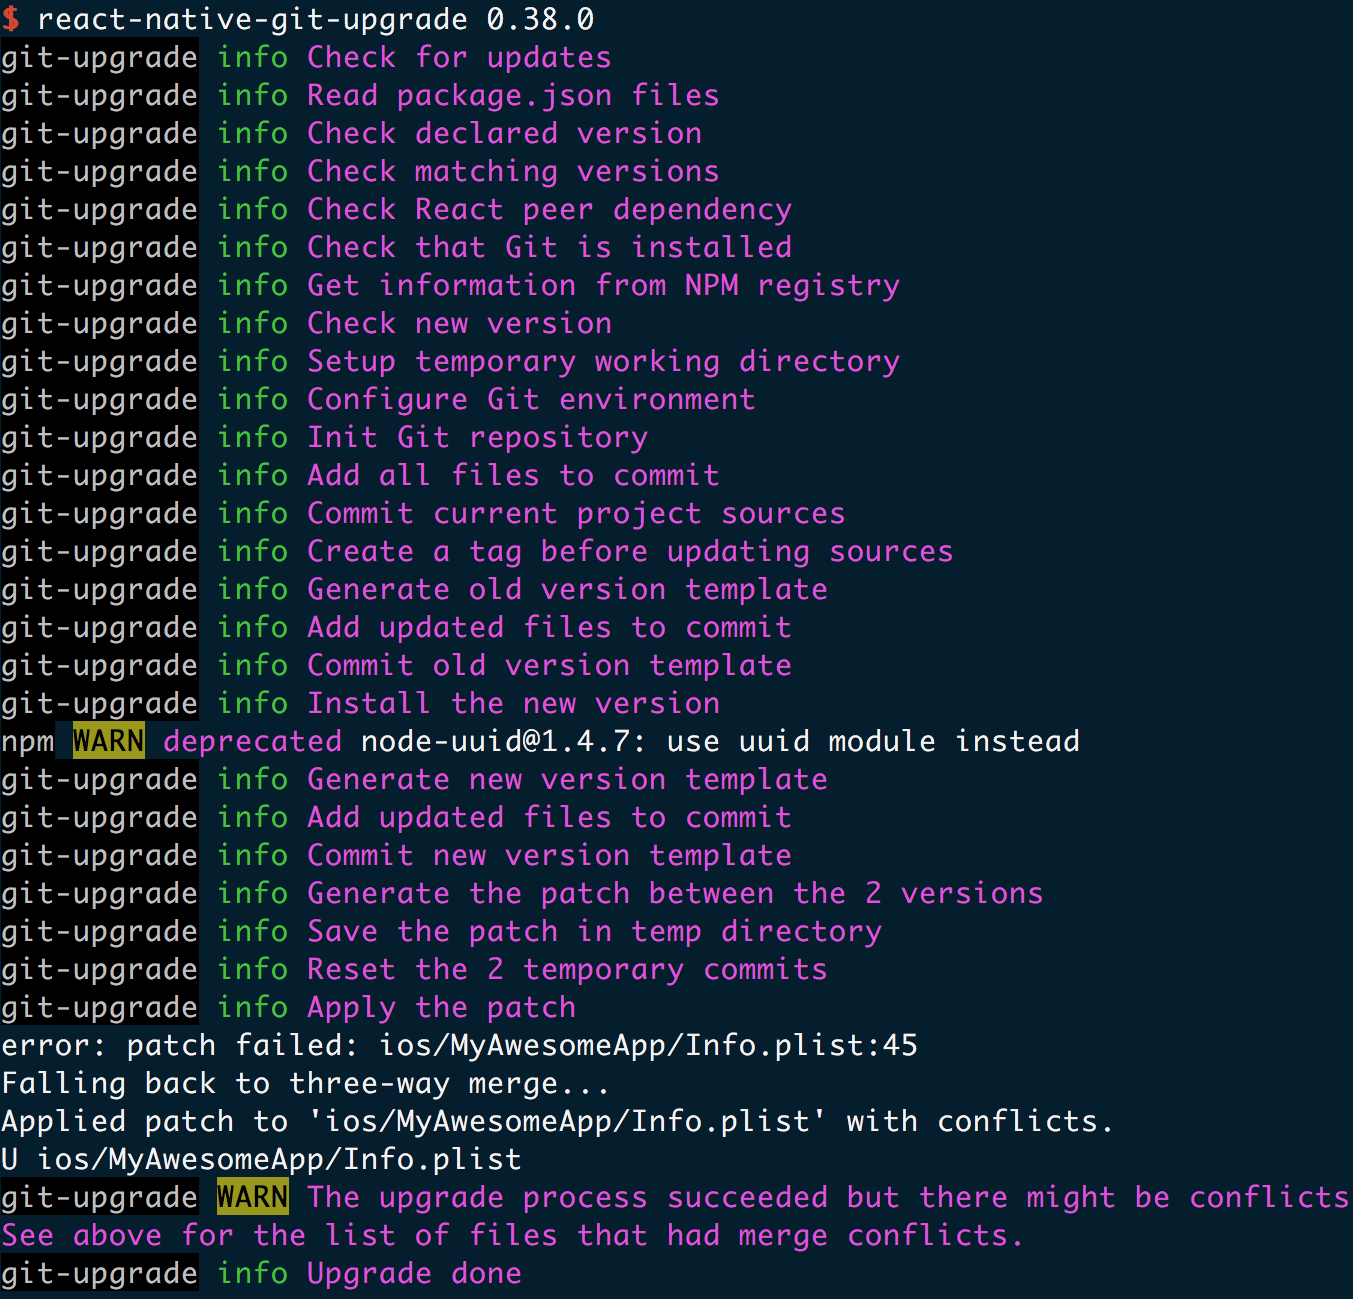 $ react-native-git-upgrade 0.38.0
git-upgrade info Check for updates
git-upgrade info Read package.json files
git-upgrade info Check declared version
git-upgrade info Check matching versions
git-upgrade info Check React peer dependency
git-upgrade info Check that Git is installed
git-upgrade info Get information from NPM registry
git-upgrade info Check new version
git-upgrade info Setup temporary working directory
git-upgrade info Configure Git environment
git-upgrade info Init Git repository
git-upgrade info Add all files to commit
git-upgrade info Commit current project sources
git-upgrade info Create a tag before updating sources
git-upgrade info Generate old version template
git-upgrade info Add updated files to commit
git-upgrade info Commit old version template
git-upgrade info Install the new version
npm WARN deprecated node-uuid@1.4.7: use uuid module instead
git-upgrade info Generate new version template
git-upgrade info Add updated files to commit
git-upgrade info Commit new version template
git-upgrade info Generate the patch between the 2 versions
git-upgrade info Save the patch in temp directory
git-upgrade info Reset the 2 temporary commits
git-upgrade info Apply the patch
error: patch failed: ios/MyAwesomeApp/Info.plist:45
Falling back to three-way merge...
Applied patch to 'ios/MyAwesomeApp/Info.plist' with conflicts.
U ios/MyAwesomeApp/Info.plist
git-upgrade WARN The upgrade process succeeded but there might be conflicts
See above for the list of files that had merge conflicts.
git-upgrade info Upgrade done